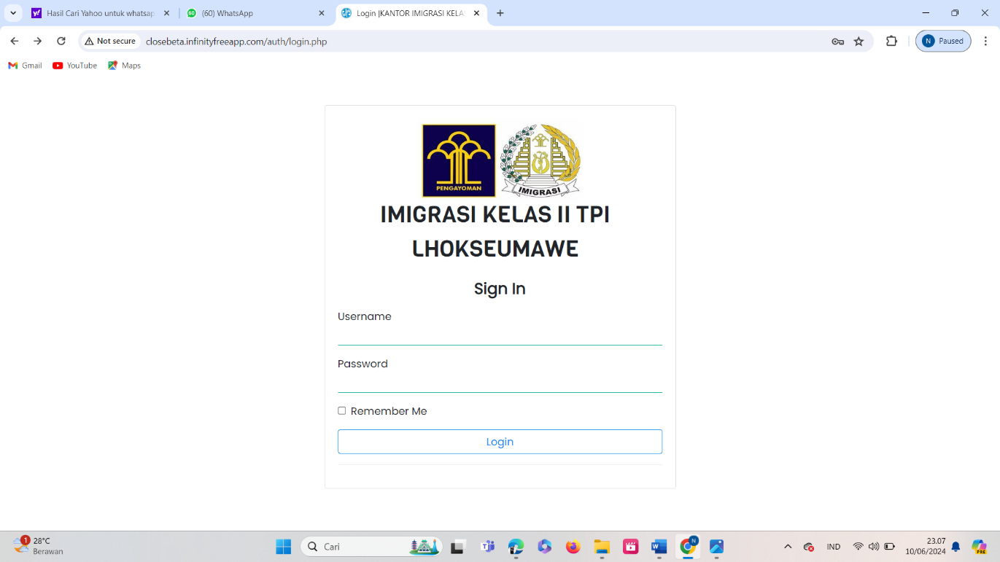 Hasil Cari Yahoo untuk whatsap
(60) WhatsApp
Login |KANTOR IMIGRASI KELAS
Not secure
closebeta.infinityfreeapp.com/auth/login.php
N Paused
Gmail
YouTube
Maps
PENGAYOMAN
IMIGRASI
IMIGRASI KELAS II TPI
LHOKSEUMAWE
Sign In
Username
Password
Remember Me
Login
1
28°C
Berawan
Cari
IND
23.07
10/06/2024
PRE